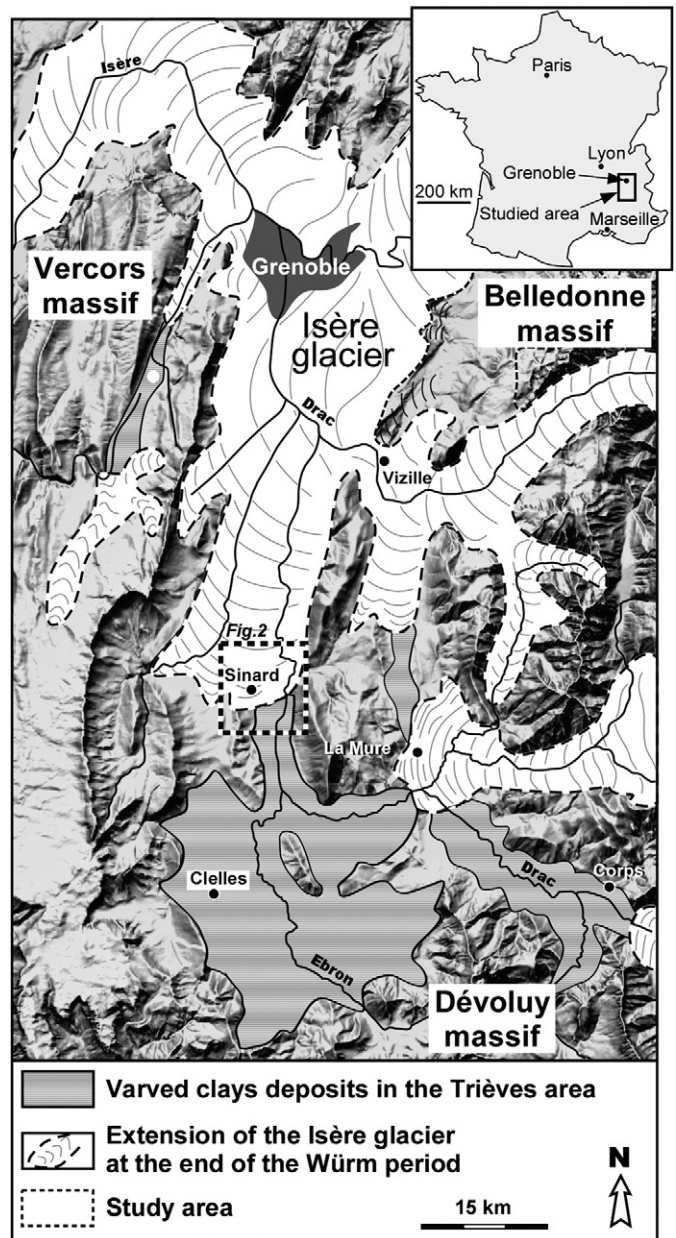 Isère
Paris
Lyon
Grenoble
200 km
Studied area
Marseille
Vercors
massif
Grenoble
Belledonne
massif
Isère
glacier
Drac
Vizille
Fig.2
Sinard
La Mure
Clelles
Drac
Corps
Ebron
Dévoluy
massif
Varved clays deposits in the Trièves area
Extension of the Isère glacier
at the end of the Würm period
Study area
15 km
N